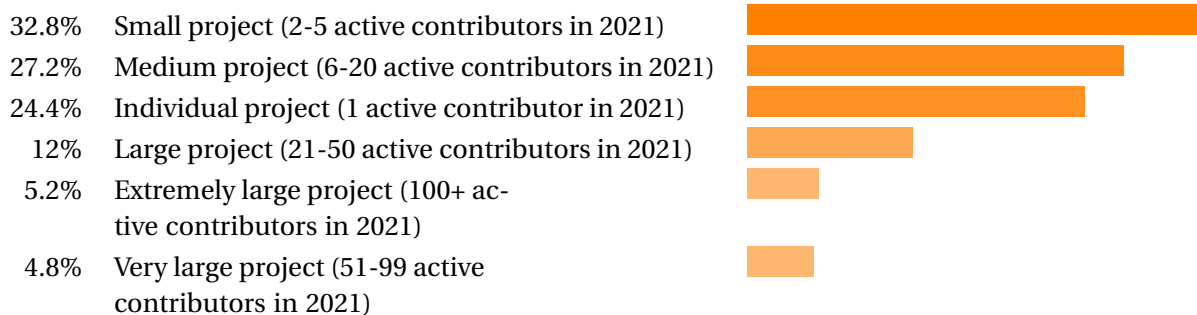 32.8% Small project (2-5 active contributors in 2021)
27.2% Medium project (6-20 active contributors in 2021)
24.4% Individual project (1 active contributor in 2021)
12% Large project (21-50 active contributors in 2021)
5.2% Extremely large project (100+ ac-
tive contributors in 2021)
4.8% Very large project (51-99 active
contributors in 2021)